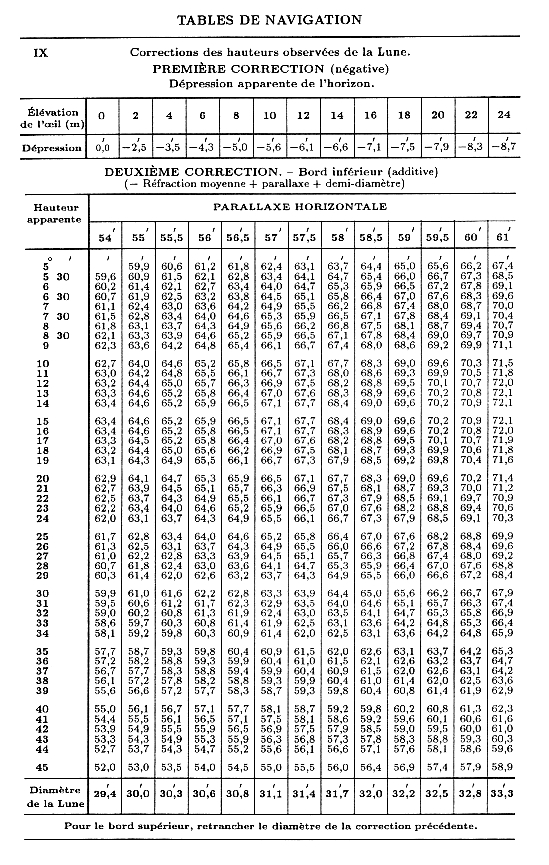 TABLES DE NAVIGATION
IX Corrections des hauteurs observées de la Lune.
PREMIÈRE CORRECTION (négative)
Dépression apparente de l'horizon.
Élévation de l'œil (m) 0 2 4 6 8 10 12 14 16 18 20 22 24
Dépression 0,0 −2,5 −3,5 −4,3 −5,0 −5,6 −6,1 −6,6 −7,1 −7,5 −7,9 −8,3 −8,7
DEUXIÈME CORRECTION. – Bord inférieur (additive)
(− Réfraction moyenne + parallaxe + demi-diamètre)
Hauteur apparente PARALLAXE HORIZONTALE
54′ 55′ 55,5′ 56′ 56,5′ 57′ 57,5′ 58′ 58,5′ 59′ 59,5′ 60′ 61′
° ′ ′ ′ ′ ′ ′ ′ ′ ′ ′ ′ ′ ′
5 59,9 60,6 61,2 61,8 62,4 63,1 63,7 64,4 65,0 65,6 66,2 67,4
5 30 59,6 60,9 61,5 62,1 62,8 63,4 64,1 64,7 65,4 66,0 66,7 67,3 68,5
6 60,2 61,4 62,1 62,7 63,4 64,0 64,7 65,3 65,9 66,5 67,2 67,8 69,1
6 30 60,7 61,9 62,5 63,2 63,8 64,5 65,1 65,8 66,4 67,0 67,6 68,3 69,6
7 61,1 62,4 63,0 63,6 64,2 64,9 65,5 66,2 66,8 67,4 68,0 68,7 70,0
7 30 61,5 62,8 63,4 64,0 64,6 65,3 65,9 66,5 67,1 67,8 68,4 69,1 70,4
8 61,8 63,1 63,7 64,3 64,9 65,6 66,2 66,8 67,5 68,1 68,7 69,4 70,7
8 30 62,1 63,3 63,9 64,6 65,2 65,9 66,5 67,1 67,8 68,4 69,0 69,7 70,9
9 62,3 63,6 64,2 64,8 65,4 66,1 66,7 67,4 68,0 68,6 69,2 69,9 71,1
10 62,7 64,0 64,6 65,2 65,8 66,5 67,1 67,7 68,3 69,0 69,6 70,3 71,5
11 63,0 64,2 64,8 65,5 66,1 66,7 67,3 68,0 68,6 69,3 69,9 70,5 71,8
12 63,2 64,4 65,0 65,7 66,3 66,9 67,5 68,2 68,8 69,5 70,1 70,7 72,0
13 63,3 64,6 65,2 65,8 66,4 67,0 67,6 68,3 68,9 69,6 70,2 70,8 72,1
14 63,4 64,6 65,2 65,9 66,5 67,1 67,7 68,4 69,0 69,6 70,2 70,9 72,1
15 63,4 64,6 65,2 65,9 66,5 67,1 67,7 68,4 69,0 69,6 70,2 70,9 72,1
16 63,4 64,6 65,2 65,8 66,5 67,1 67,7 68,3 68,9 69,6 70,2 70,8 72,0
17 63,3 64,5 65,2 65,8 66,4 67,0 67,6 68,2 68,8 69,5 70,1 70,7 71,9
18 63,2 64,4 65,0 65,6 66,2 66,9 67,5 68,1 68,7 69,3 69,9 70,6 71,8
19 63,1 64,3 64,9 65,5 66,1 66,7 67,3 67,9 68,5 69,2 69,8 70,4 71,6
20 62,9 64,1 64,7 65,3 65,9 66,5 67,1 67,7 68,3 69,0 69,6 70,2 71,4
21 62,7 63,9 64,5 65,1 65,7 66,3 66,9 67,5 68,1 68,7 69,3 70,0 71,2
22 62,5 63,7 64,3 64,9 65,5 66,1 66,7 67,3 67,9 68,5 69,1 69,7 70,9
23 62,2 63,4 64,0 64,6 65,2 65,9 66,5 67,0 67,6 68,2 68,8 69,4 70,6
24 62,0 63,1 63,7 64,3 64,9 65,5 66,1 66,7 67,3 67,9 68,5 69,1 70,3
25 61,7 62,8 63,4 64,0 64,6 65,2 65,8 66,4 67,0 67,6 68,2 68,8 69,9
26 61,3 62,5 63,1 63,7 64,3 64,9 65,5 66,0 66,6 67,2 67,8 68,4 69,6
27 61,0 62,2 62,8 63,3 63,9 64,5 65,1 65,7 66,3 66,8 67,4 68,0 69,2
28 60,7 61,8 62,4 63,0 63,6 64,1 64,7 65,3 65,9 66,4 67,0 67,6 68,8
29 60,3 61,4 62,0 62,6 63,2 63,7 64,3 64,9 65,5 66,0 66,6 67,2 68,4
30 59,9 61,0 61,6 62,2 62,8 63,3 63,9 64,4 65,0 65,6 66,2 66,7 67,9
31 59,5 60,6 61,2 61,7 62,3 62,9 63,5 64,0 64,6 65,1 65,7 66,3 67,4
32 59,0 60,2 60,8 61,3 61,9 62,4 63,0 63,5 64,1 64,7 65,3 65,8 66,9
33 58,6 59,7 60,3 60,8 61,4 61,9 62,5 63,1 63,6 64,2 64,8 65,3 66,4
34 58,1 59,2 59,8 60,3 60,9 61,4 62,0 62,5 63,1 63,6 64,2 64,8 65,9
35 57,7 58,7 59,3 59,8 60,4 60,9 61,5 62,0 62,6 63,1 63,7 64,2 65,3
36 57,2 58,2 58,8 59,3 59,9 60,4 61,0 61,5 62,1 62,6 63,2 63,7 64,7
37 56,7 57,7 58,3 58,8 59,4 59,9 60,4 60,9 61,5 62,0 62,6 63,1 64,2
38 56,1 57,2 57,8 58,2 58,8 59,3 59,9 60,4 61,0 61,4 62,0 62,5 63,6
39 55,6 56,6 57,2 57,7 58,3 58,7 59,3 59,8 60,4 60,8 61,4 61,9 62,9
40 55,0 56,1 56,7 57,1 57,7 58,1 58,7 59,2 59,8 60,2 60,8 61,3 62,3
41 54,4 55,5 56,1 56,5 57,1 57,5 58,1 58,6 59,2 59,6 60,1 60,6 61,6
42 53,9 54,9 55,5 55,9 56,5 56,9 57,5 57,9 58,5 59,0 59,5 60,0 61,0
43 53,3 54,3 54,9 55,3 55,9 56,3 56,8 57,3 57,8 58,3 58,8 59,3 60,3
44 52,7 53,7 54,3 54,7 55,2 55,6 56,1 56,6 57,1 57,6 58,1 58,6 59,6
45 52,0 53,0 53,5 54,0 54,5 55,0 55,5 56,0 56,4 56,9 57,4 57,9 58,9
Diamètre de la Lune 29,4 30,0 30,3 30,6 30,8 31,1 31,4 31,7 32,0 32,2 32,5 32,8 33,3
Pour le bord supérieur, retrancher le diamètre de la correction précédente.